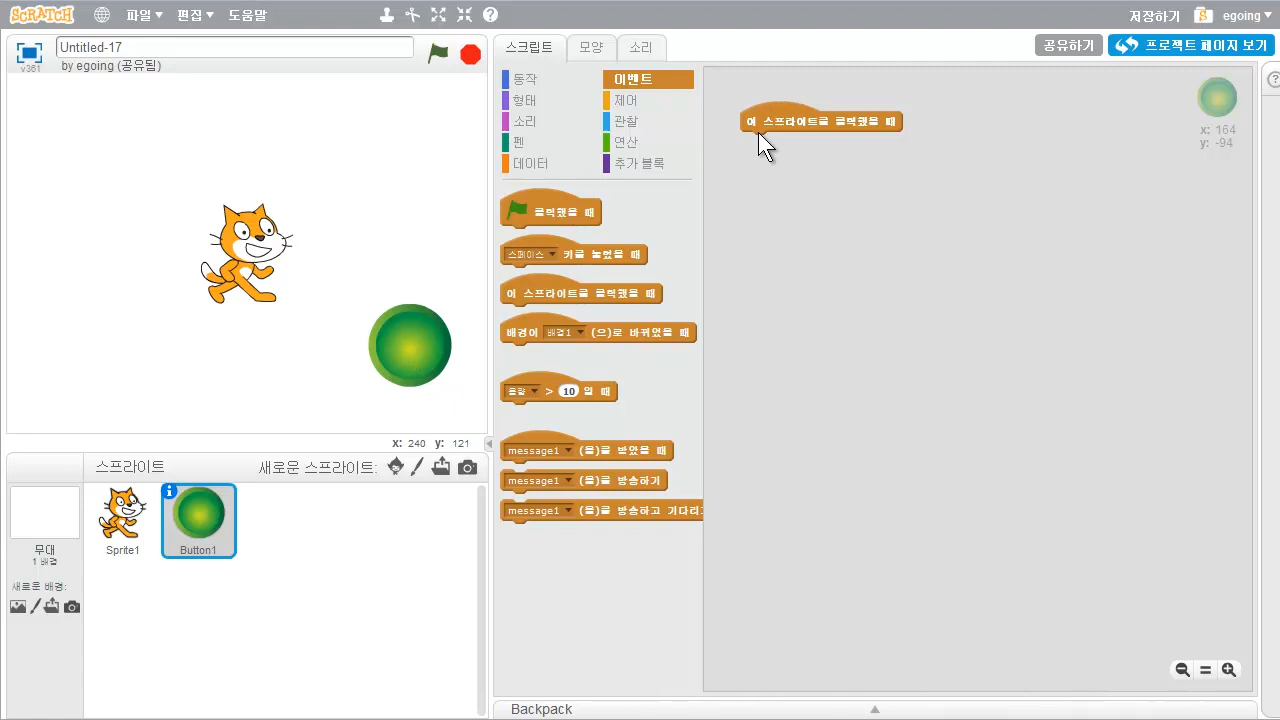 SCRATCH 파일 편집 도움말 저장하기 egoing
Untitled-17
by egoing (공유됨)
v361
스크립트 모양 소리 공유하기 프로젝트 페이지 보기
동작 이벤트
형태 제어
소리 관찰
펜 연산
데이터 추가 블록
클릭했을 때
스페이스 키를 눌렀을 때
이 스프라이트를 클릭했을 때
배경이 배경1 (으)로 바뀌었을 때
음량 > 10 일 때
message1 (을)를 받았을 때
message1 (을)를 방송하기
message1 (을)를 방송하고 기다리
이 스프라이트를 클릭했을 때
x: 164
y: -94
x: 240 y: 121
스프라이트 새로운 스프라이트:
무대
1 배경
새로운 배경:
Sprite1
Button1
Backpack